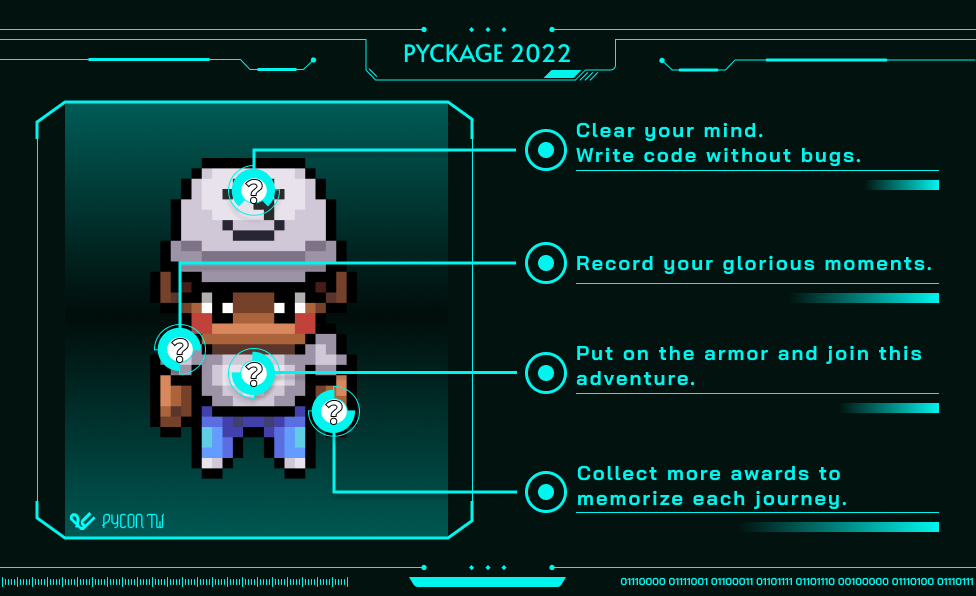 PYCKAGE 2022
Clear your mind.
Write code without bugs.
?
Record your glorious moments.
?
Put on the armor and join this
adventure.
?
?
Collect more awards to
memorize each journey.
PYCON TW
01110000 01111001 01100011 01101111 01101110 00100000 01110100 01110111